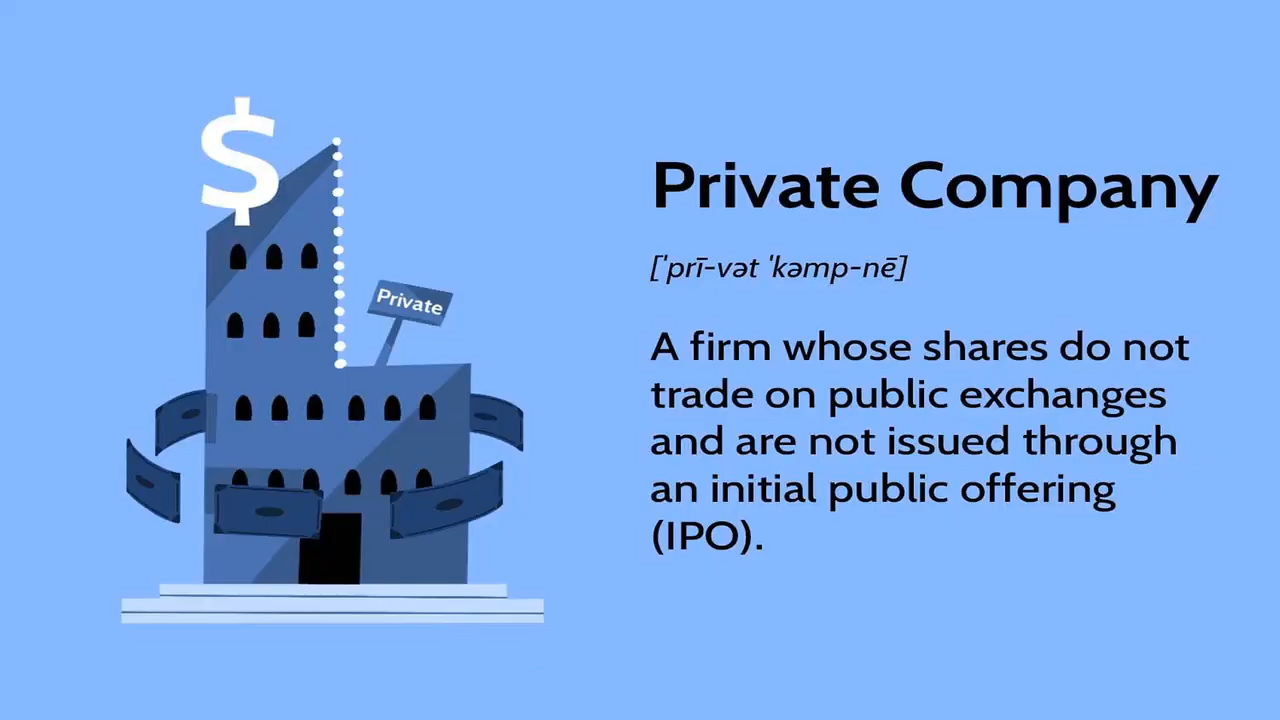 $
Private
Private Company
[ˈprī-vət ˈkəmp-nē]
A firm whose shares do not
trade on public exchanges
and are not issued through
an initial public offering
(IPO).